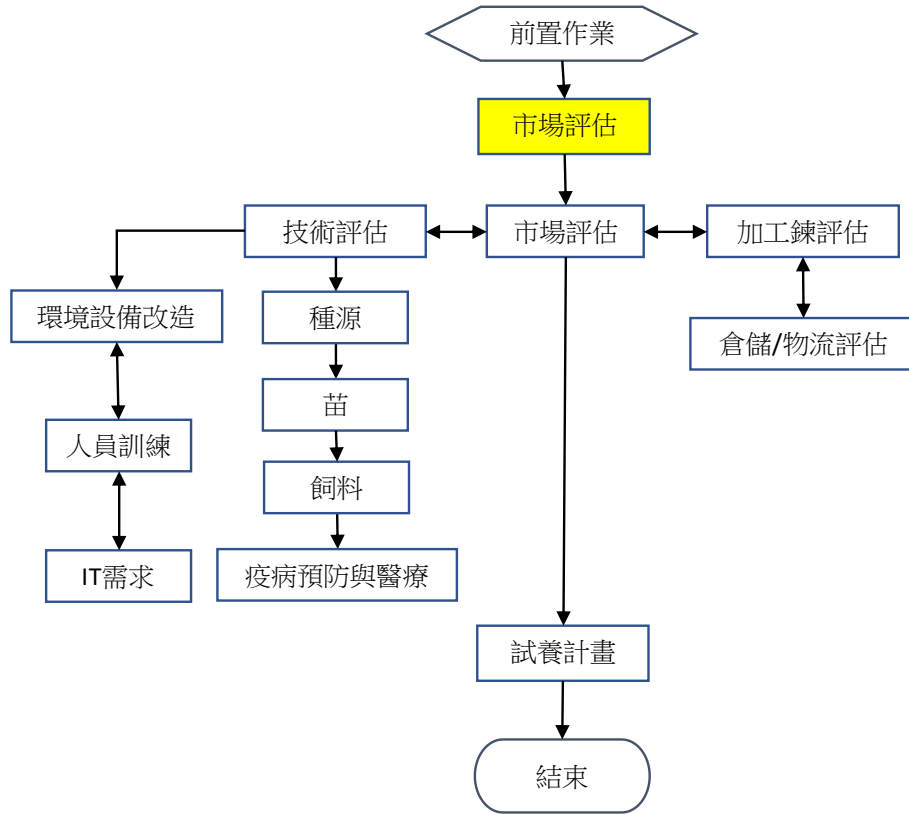 前置作業
市場評估
技術評估
市場評估
加工鍊評估
環境設備改造
種源
倉儲/物流評估
苗
人員訓練
飼料
IT需求
疫病預防與醫療
試養計畫
結束